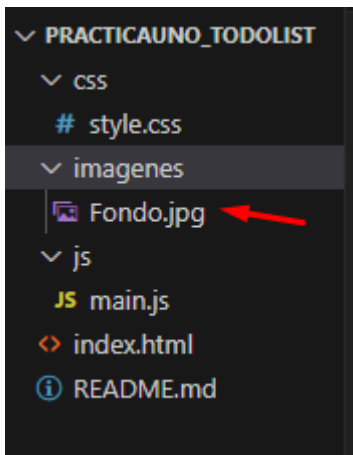 PRACTICAUNO_TODOLIST
css
# style.css
imagenes
Fondo.jpg
js
JS main.js
<> index.html
README.md